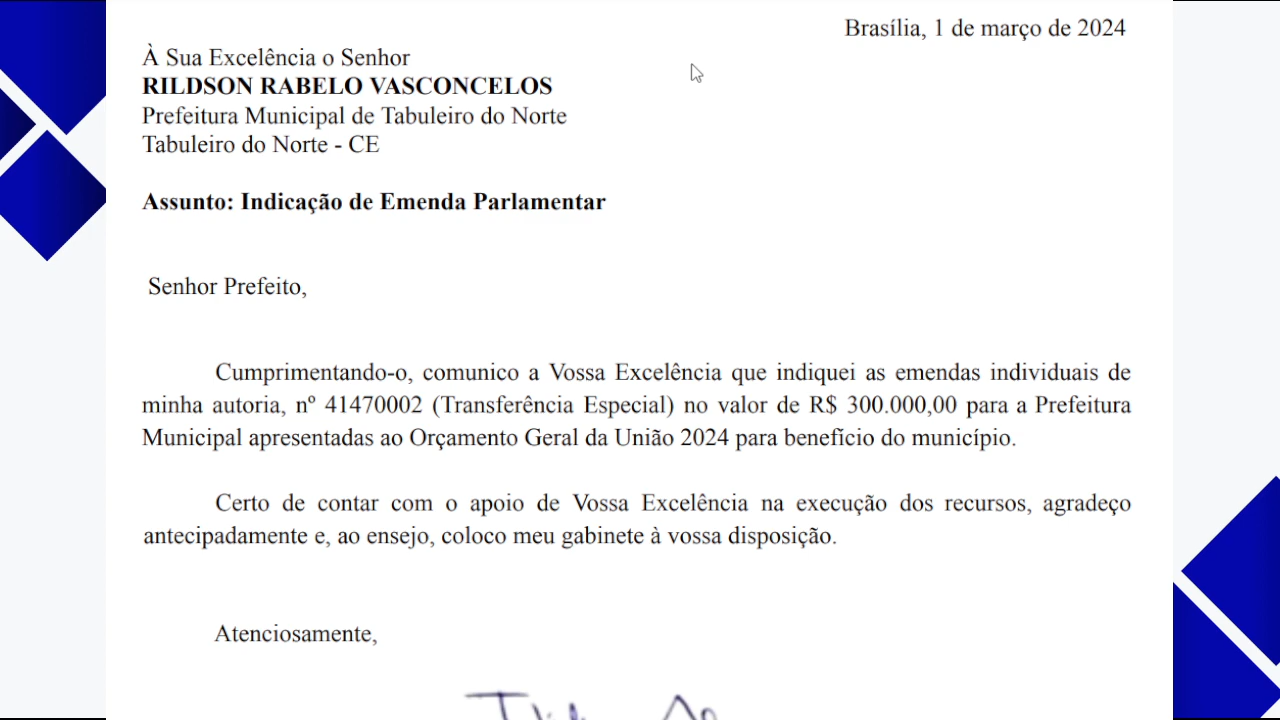 Brasília, 1 de março de 2024
À Sua Excelência o Senhor
RILDSON RABELO VASCONCELOS
Prefeitura Municipal de Tabuleiro do Norte
Tabuleiro do Norte - CE
Assunto: Indicação de Emenda Parlamentar
Senhor Prefeito,
Cumprimentando-o, comunico a Vossa Excelência que indiquei as emendas individuais de
minha autoria, nº 41470002 (Transferência Especial) no valor de R$ 300.000,00 para a Prefeitura
Municipal apresentadas ao Orçamento Geral da União 2024 para benefício do município.
Certo de contar com o apoio de Vossa Excelência na execução dos recursos, agradeço
antecipadamente e, ao ensejo, coloco meu gabinete à vossa disposição.
Atenciosamente,